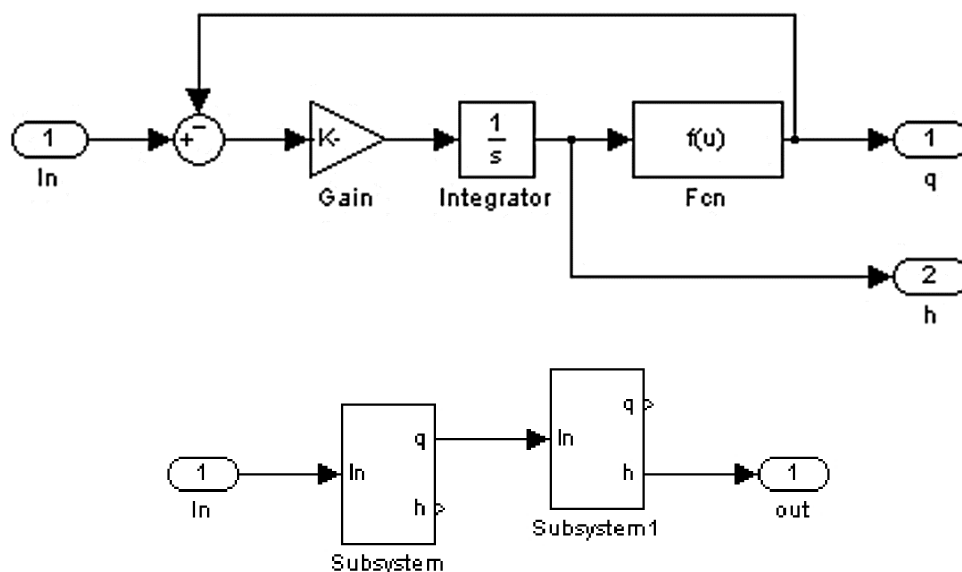 1
In
+
−
K-
Gain
1
s
Integrator
f(u)
Fcn
1
q
2
h
1
In
In
q
h
Subsystem
In
q
h
Subsystem1
1
out